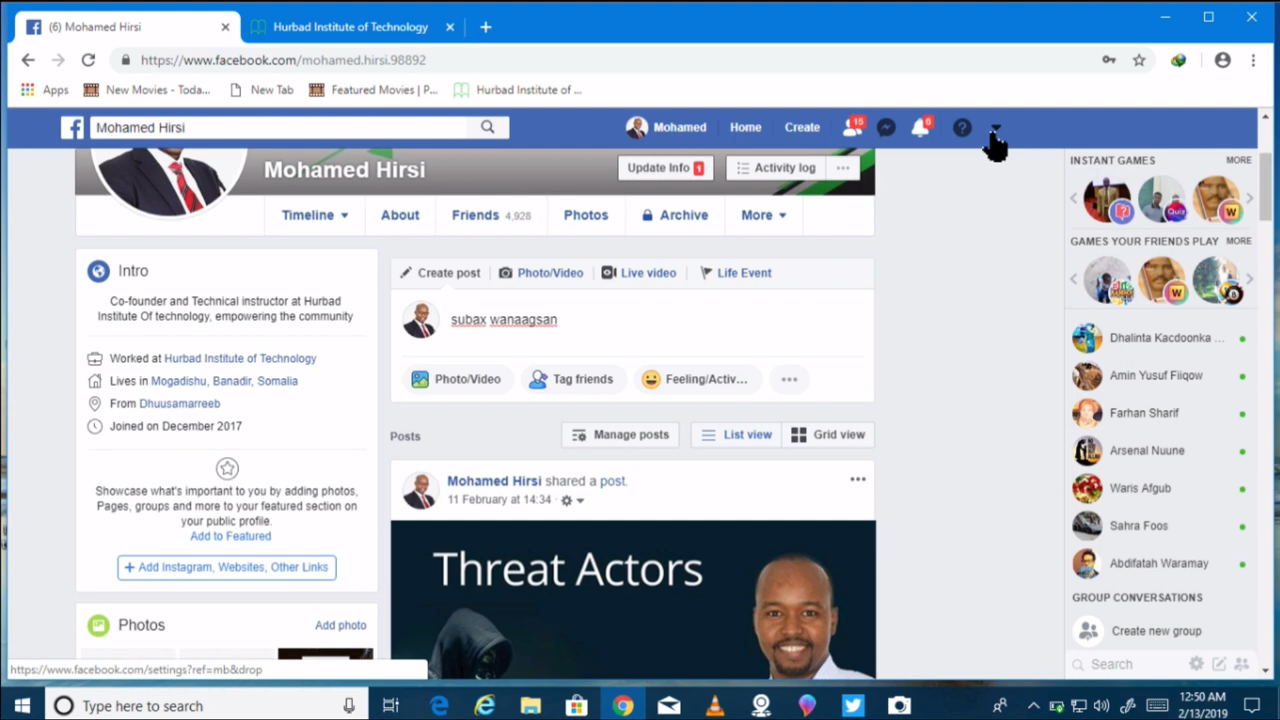 (6) Mohamed Hirsi
Hurbad Institute of Technology
https://www.facebook.com/mohamed.hirsi.98892
Apps
New Movies - Toda...
New Tab
Featured Movies | P...
Hurbad Institute of ...
Mohamed Hirsi
Mohamed
Home
Create
15
6
Mohamed Hirsi
Update Info 1
Activity log
Timeline
About
Friends 4,928
Photos
Archive
More
Intro
Co-founder and Technical instructor at Hurbad
Institute Of technology, empowering the community
Worked at Hurbad Institute of Technology
Lives in Mogadishu, Banadir, Somalia
From Dhuusamarreeb
Joined on December 2017
Showcase what's important to you by adding photos,
Pages, groups and more to your featured section on
your public profile.
Add to Featured
+ Add Instagram, Websites, Other Links
Photos
Add photo
Create post
Photo/Video
Live video
Life Event
subax wanaagsan
Photo/Video
Tag friends
Feeling/Activ...
Posts
Manage posts
List view
Grid view
Mohamed Hirsi shared a post.
11 February at 14:34
Threat Actors
INSTANT GAMES
MORE
Quiz
W
GAMES YOUR FRIENDS PLAY
MORE
W
8
Dhalinta Kacdoonka ...
Amin Yusuf Fiiqow
Farhan Sharif
Arsenal Nuune
Waris Afgub
Sahra Foos
Abdifatah Waramay
GROUP CONVERSATIONS
Create new group
Search
https://www.facebook.com/settings?ref=mb&drop
Type here to search
12:50 AM
2/13/2019